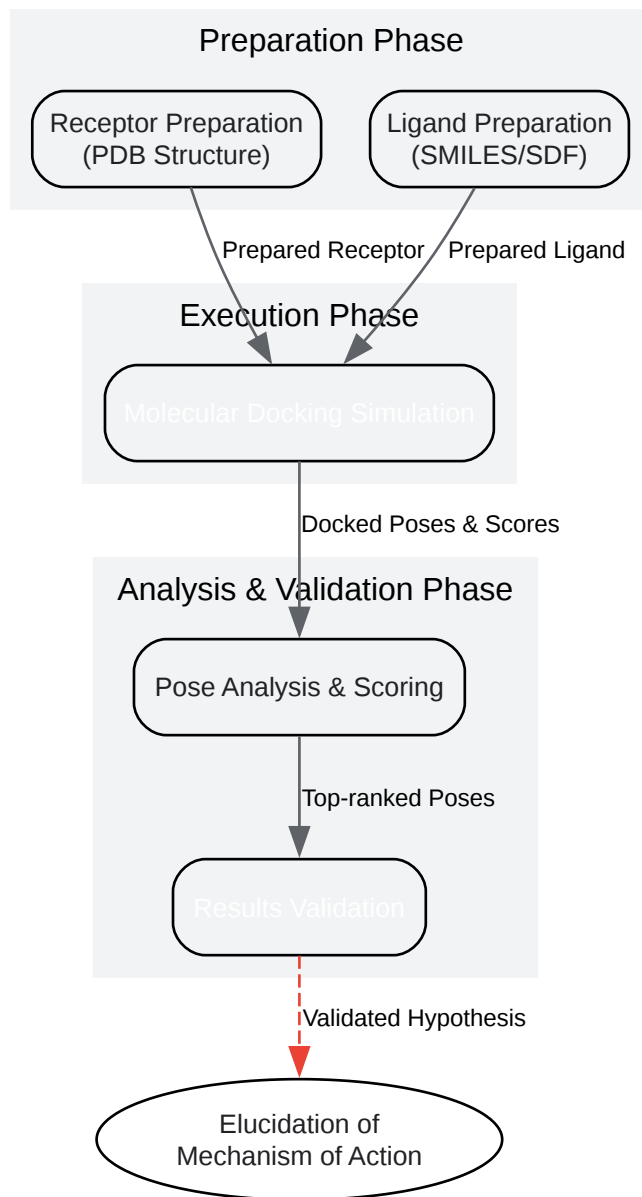 Preparation Phase
Receptor Preparation
(PDB Structure)
Ligand Preparation
(SMILES/SDF)
Prepared Receptor
Prepared Ligand
Execution Phase
Molecular Docking Simulation
Docked Poses & Scores
Analysis & Validation Phase
Pose Analysis & Scoring
Top-ranked Poses
Results Validation
Validated Hypothesis
Elucidation of
Mechanism of Action